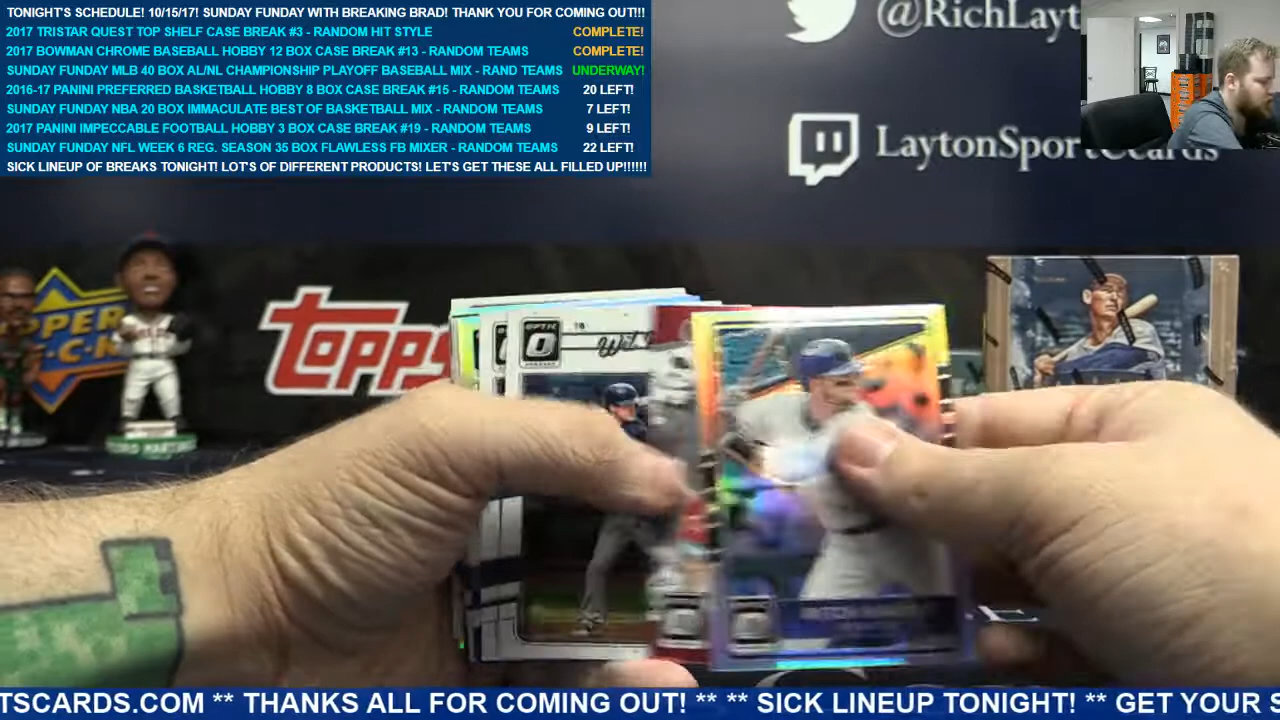 TONIGHT'S SCHEDULE! 10/15/17! SUNDAY FUNDAY WITH BREAKING BRAD! THANK YOU FOR COMING OUT!!!
2017 TRISTAR QUEST TOP SHELF CASE BREAK #3 - RANDOM HIT STYLE COMPLETE!
2017 BOWMAN CHROME BASEBALL HOBBY 12 BOX CASE BREAK #13 - RANDOM TEAMS COMPLETE!
SUNDAY FUNDAY MLB 40 BOX AL/NL CHAMPIONSHIP PLAYOFF BASEBALL MIX - RAND TEAMS UNDERWAY!
2016-17 PANINI PREFERRED BASKETBALL HOBBY 8 BOX CASE BREAK #15 - RANDOM TEAMS 20 LEFT!
SUNDAY FUNDAY NBA 20 BOX IMMACULATE BEST OF BASKETBALL MIX - RANDOM TEAMS 7 LEFT!
2017 PANINI IMPECCABLE FOOTBALL HOBBY 3 BOX CASE BREAK #19 - RANDOM TEAMS 9 LEFT!
SUNDAY FUNDAY NFL WEEK 6 REG. SEASON 35 BOX FLAWLESS FB MIXER - RANDOM TEAMS 22 LEFT!
SICK LINEUP OF BREAKS TONIGHT! LOT'S OF DIFFERENT PRODUCTS! LET'S GET THESE ALL FILLED UP!!!!!!
@RichLayt
LaytonSportsCards
UPPER
TOPPS
OPTIC
TSCARDS.COM ** THANKS ALL FOR COMING OUT! ** ** SICK LINEUP TONIGHT! ** GET YOUR S